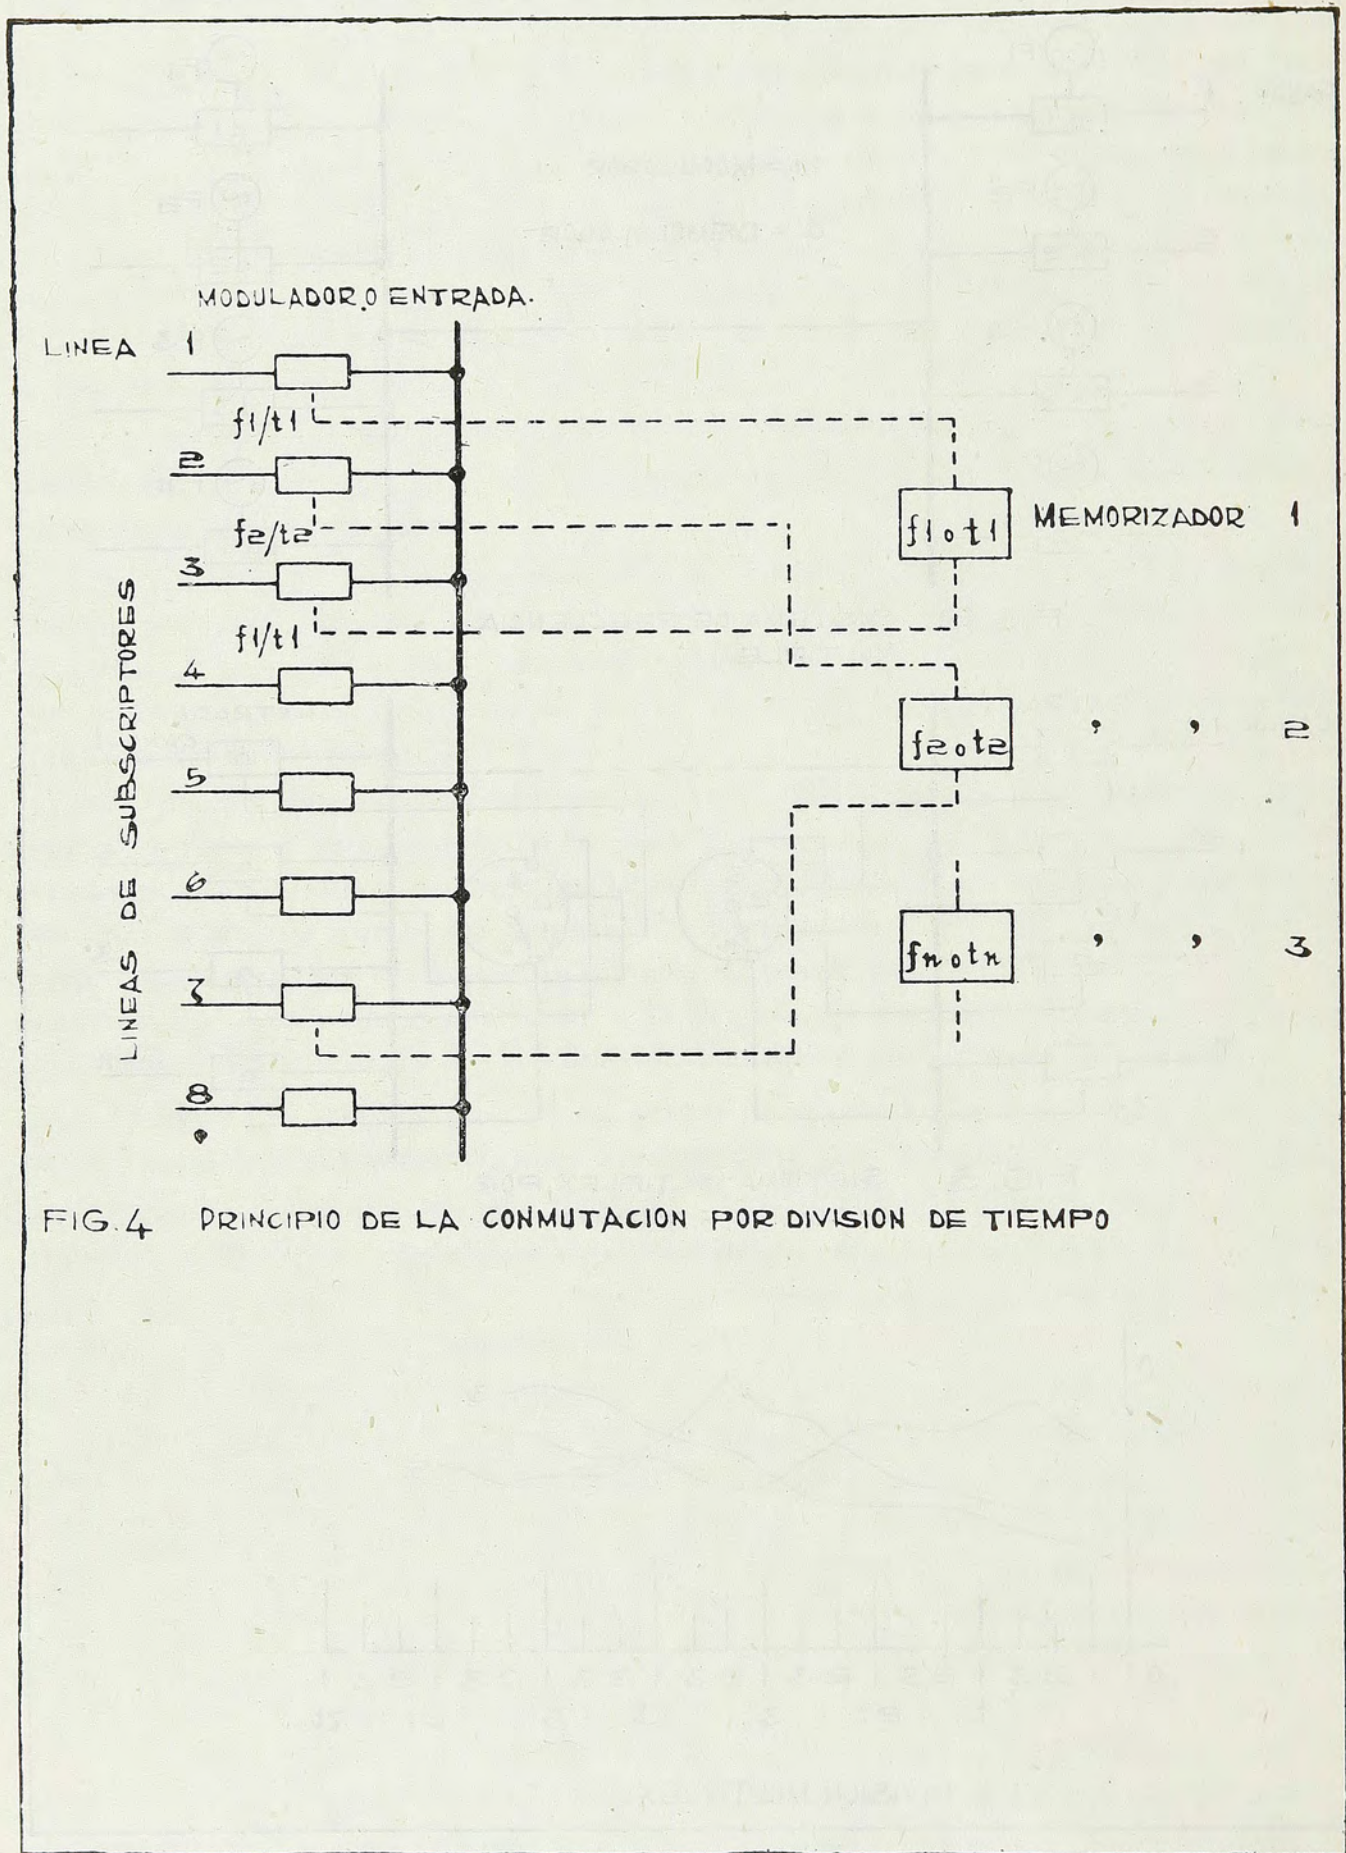 MODULADOR O ENTRADA.
LINEA 1
f1/t1
2
f2/t2
3
f1/t1
4
5
6
7
8
LINEAS DE SUBSCRIPTORES
f1 o t1 MEMORIZADOR 1
f2 o t2 , , 2
fn o tn , , 3
FIG. 4 PRINCIPIO DE LA CONMUTACION POR DIVISION DE TIEMPO